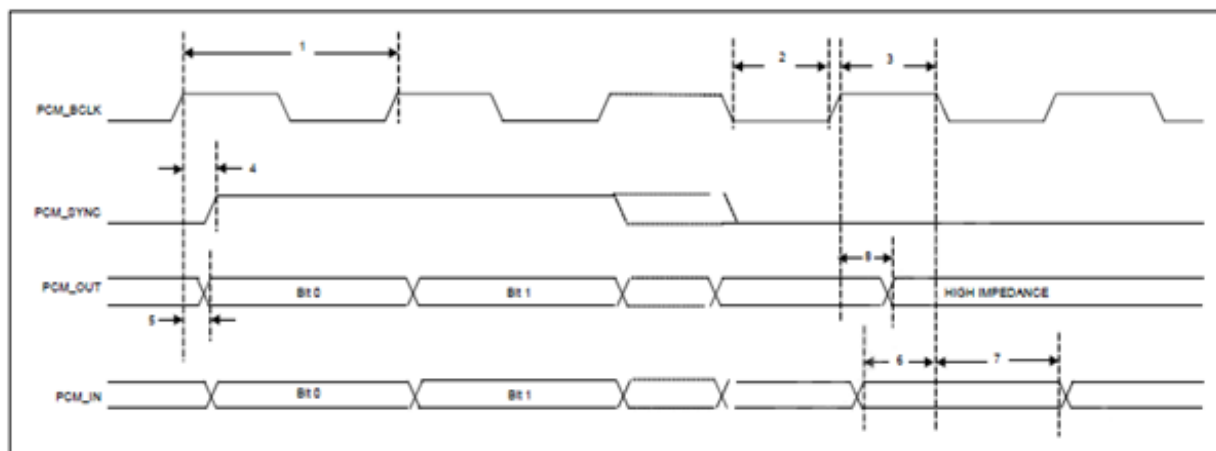 1
2
3
PCM_BCLK
4
PCM_SYNC
8
PCM_OUT
Bit 0
Bit 1
HIGH IMPEDANCE
5
6
7
PCM_IN
Bit 0
Bit 1